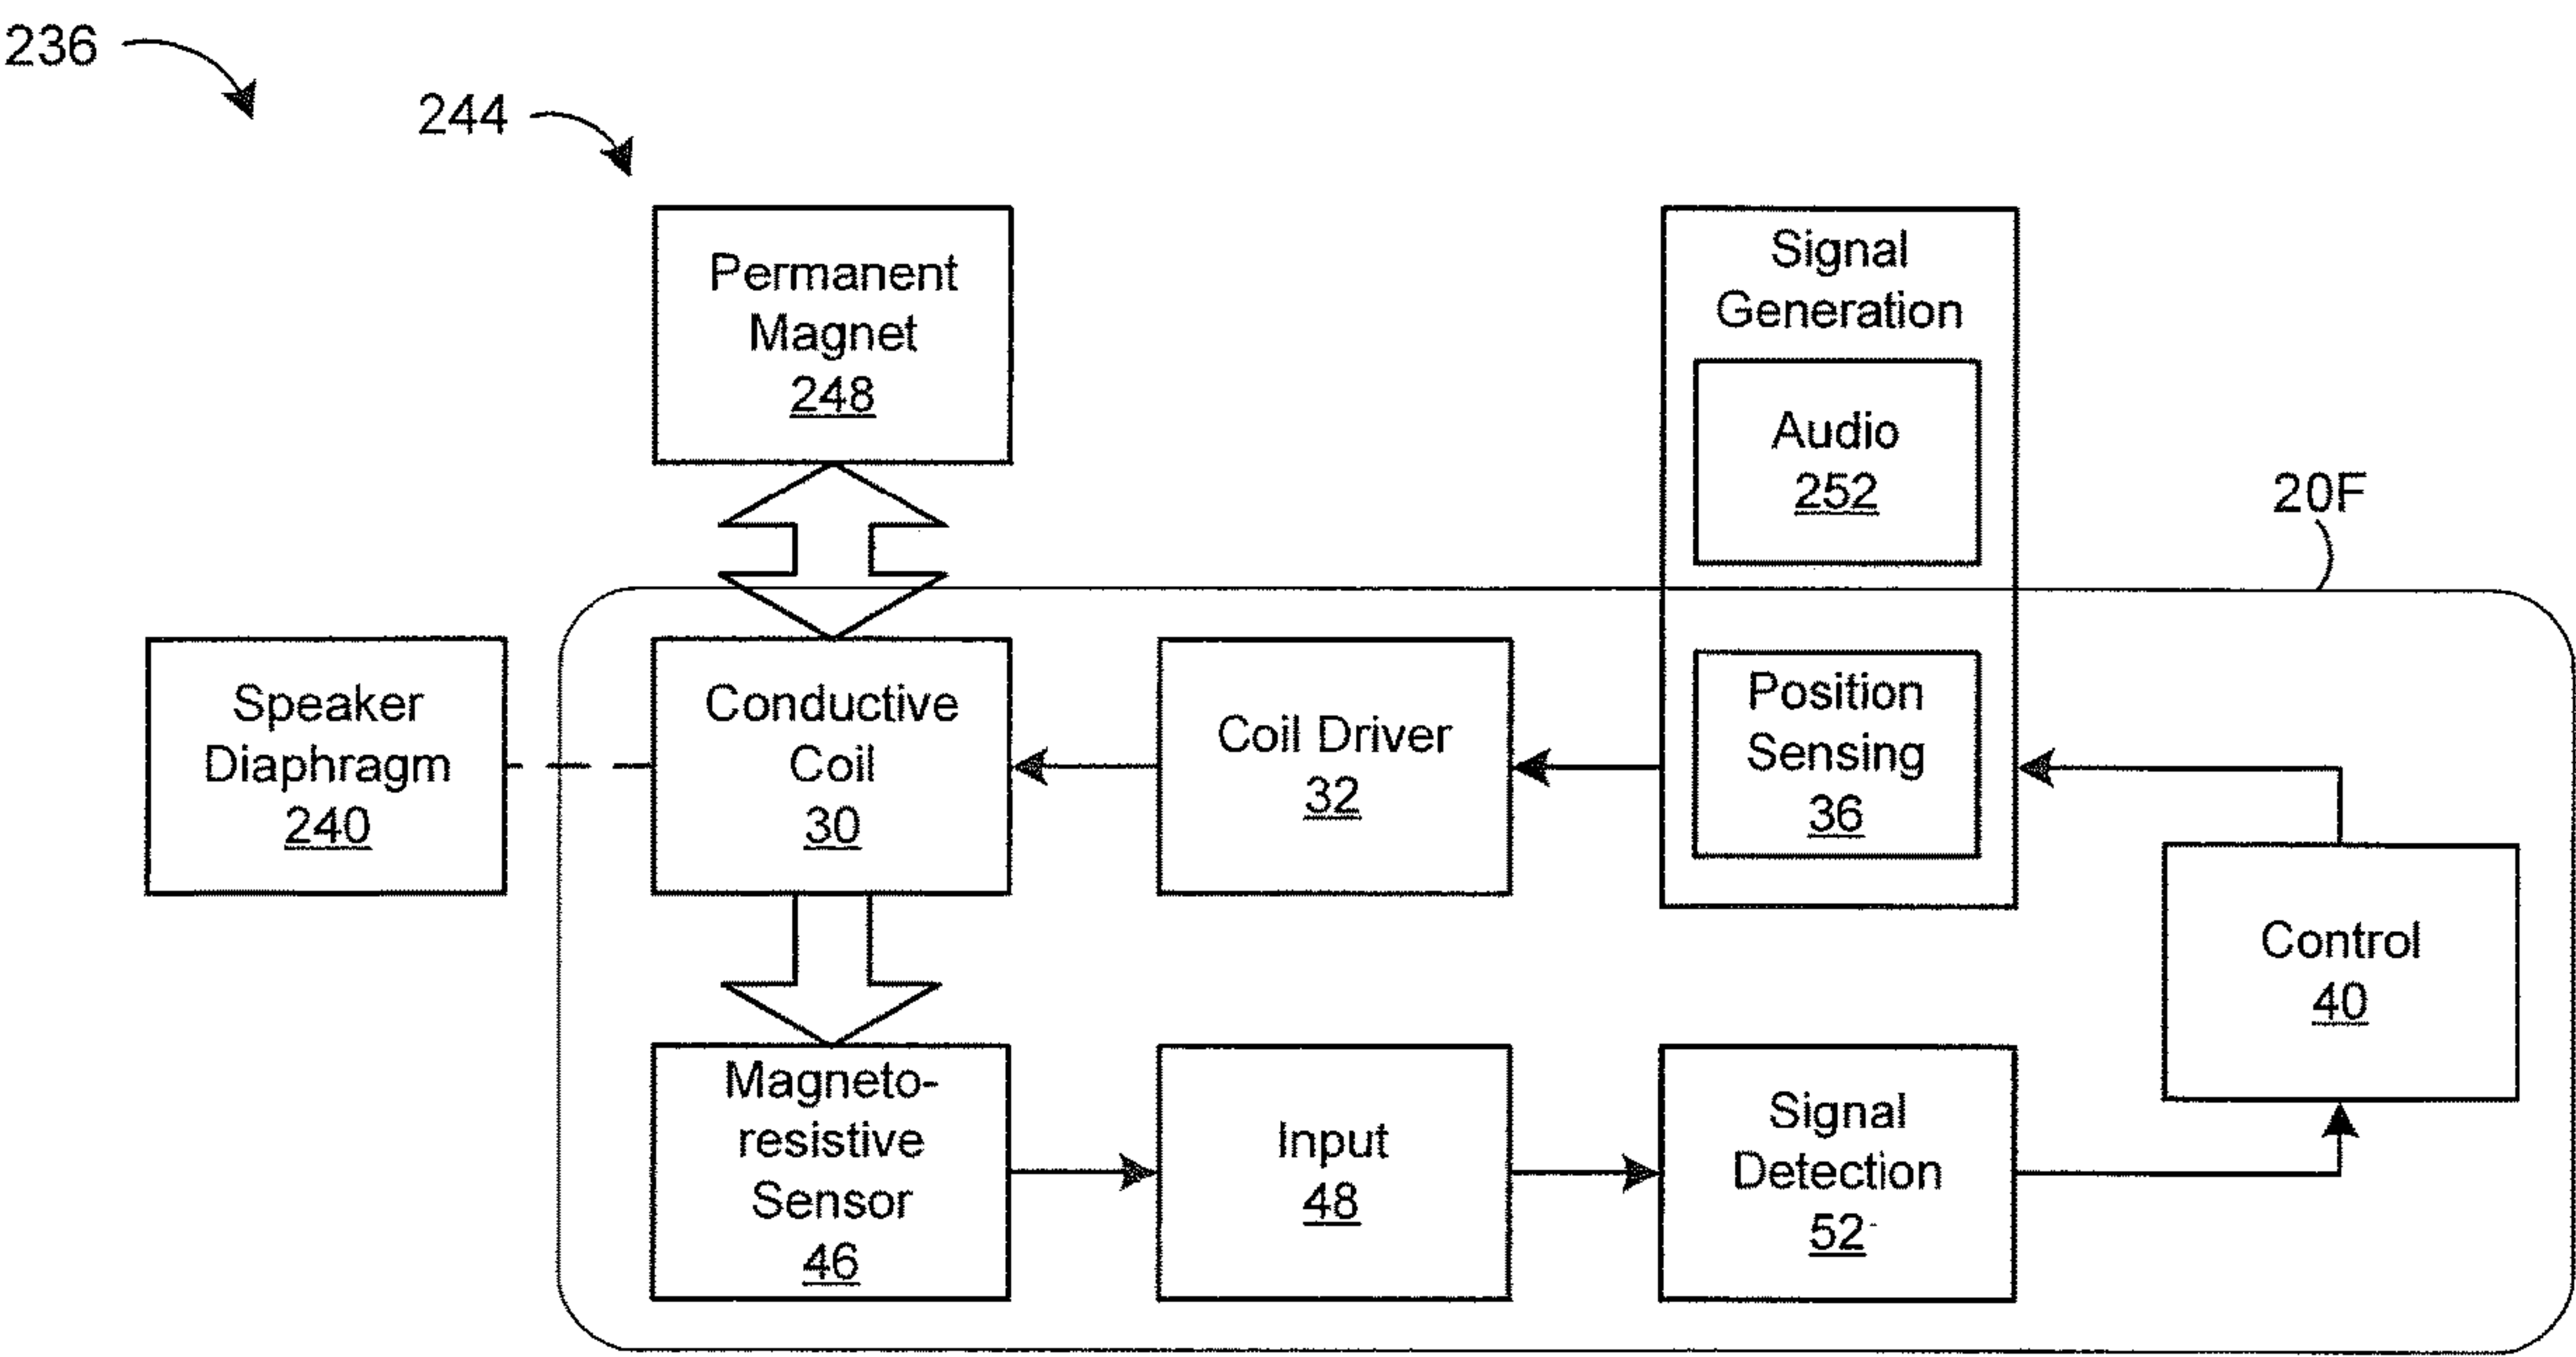 236
244
Permanent
Magnet
248
Signal
Generation
Audio
252
20F
Speaker
Diaphragm
240
Conductive
Coil
30
Coil Driver
32
Position
Sensing
36
Control
40
Magneto-
resistive
Sensor
46
Input
48
Signal
Detection
52